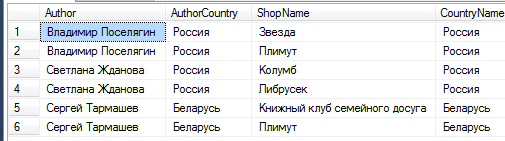 Author AuthorCountry ShopName CountryName
1 Владимир Поселягин Россия Звезда Россия
2 Владимир Поселягин Россия Плимут Россия
3 Светлана Жданова Россия Колумб Россия
4 Светлана Жданова Россия Либрусек Россия
5 Сергей Тармашев Беларусь Книжный клуб семейного досуга Беларусь
6 Сергей Тармашев Беларусь Плимут Беларусь